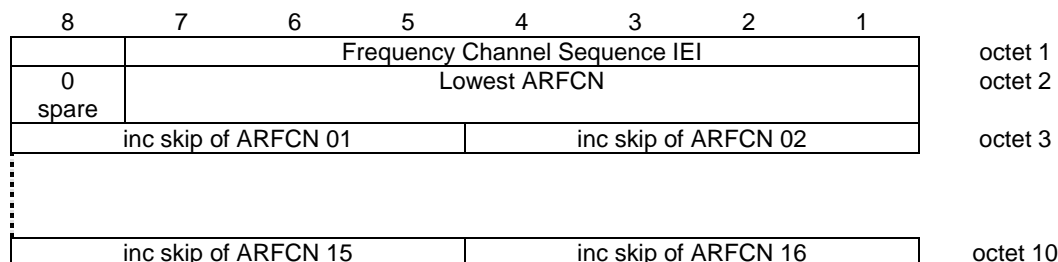 8 7 6 5 4 3 2 1
Frequency Channel Sequence IEI octet 1
0 Lowest ARFCN octet 2
spare
inc skip of ARFCN 01 inc skip of ARFCN 02 octet 3
inc skip of ARFCN 15 inc skip of ARFCN 16 octet 10